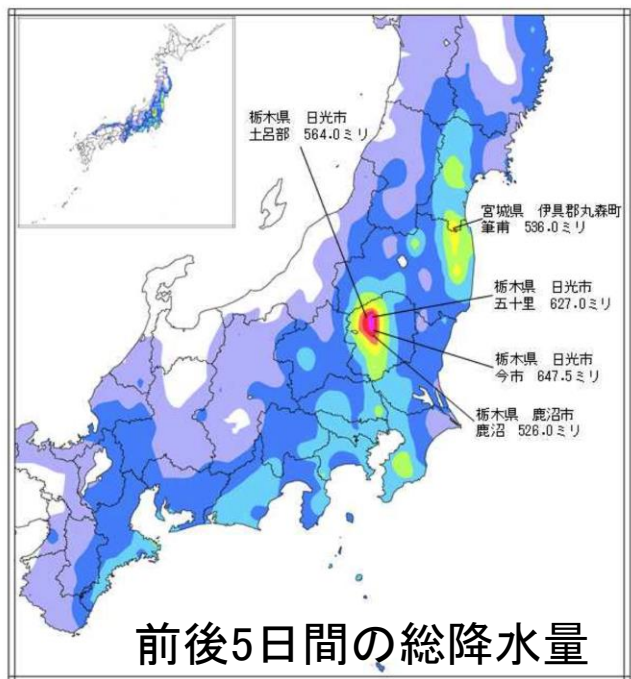 栃木県 日光市
土呂部 564.0ミリ
宮城県 伊具郡丸森町
筆甫 536.0ミリ
栃木県 日光市
五十里 627.0ミリ
栃木県 日光市
今市 647.5ミリ
栃木県 鹿沼市
鹿沼 526.0ミリ
前後5日間の総降水量